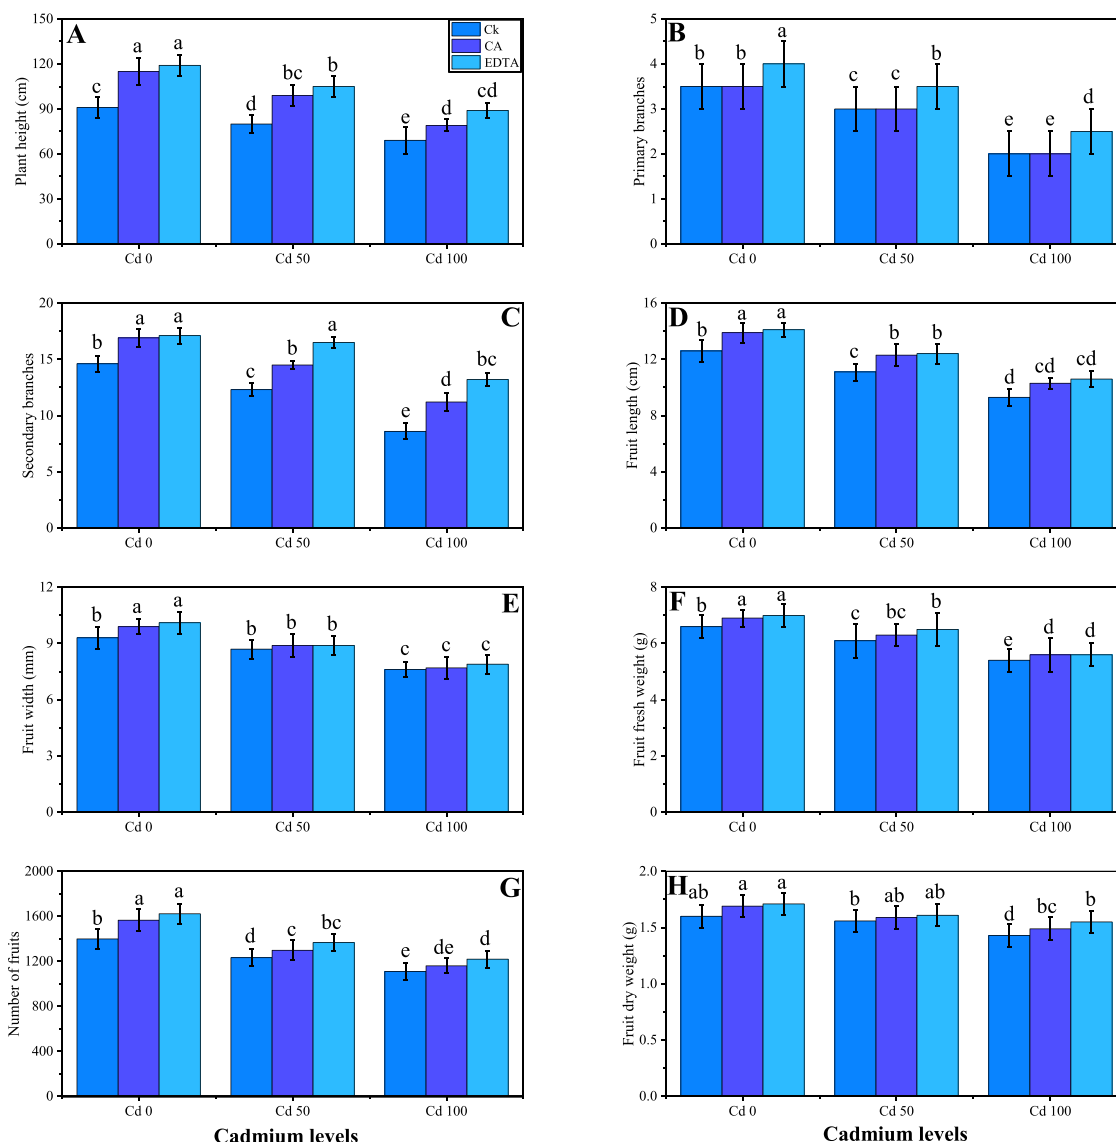 A
Ck
CA
EDTA
Plant height (cm)
150
120
90
60
30
0
c a a
d bc b
e d cd
Cd 0 Cd 50 Cd 100
B
Primary branches
5
4
3
2
1
0
b b a
c c b
e e d
Cd 0 Cd 50 Cd 100
C
Secondary branches
20
15
10
5
0
b a a
c b a
e d bc
Cd 0 Cd 50 Cd 100
D
Fruit length (cm)
16
12
8
4
0
b a a
c b b
d cd cd
Cd 0 Cd 50 Cd 100
E
Fruit width (mm)
12
9
6
3
0
b a a
b b b
c c c
Cd 0 Cd 50 Cd 100
F
Fruit fresh weight (g)
8
6
4
2
0
b a a
c bc b
e d d
Cd 0 Cd 50 Cd 100
G
Number of fruits
2000
1600
1200
800
400
0
b a a
d c bc
e de d
Cd 0 Cd 50 Cd 100
Cadmium levels
H
Fruit dry weight (g)
2.0
1.5
1.0
0.5
0.0
ab a a
b ab ab
d bc b
Cd 0 Cd 50 Cd 100
Cadmium levels